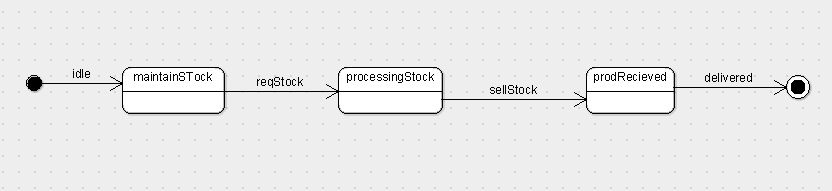 idle
maintainSTock
reqStock
processingStock
sellStock
prodRecieved
delivered